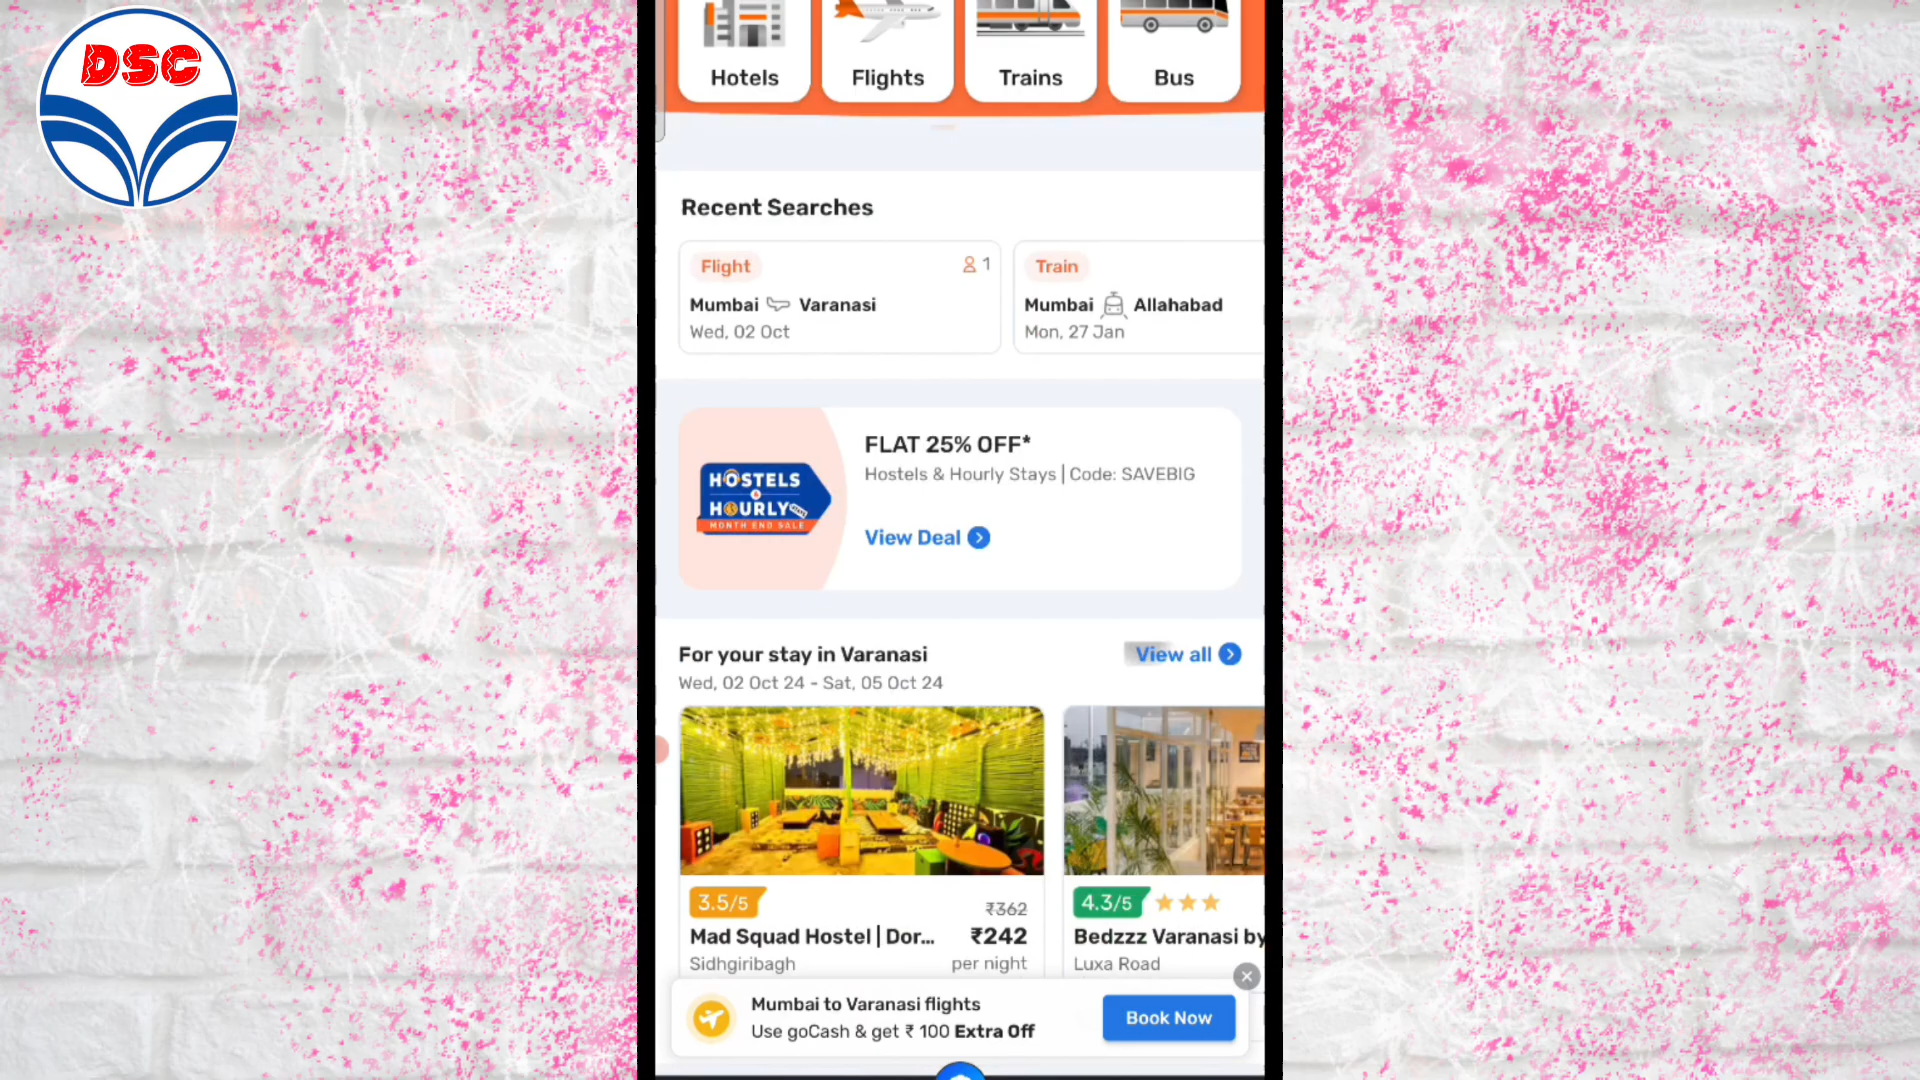 DSC
Hotels
Flights
Trains
Bus
Recent Searches
Flight
1
Mumbai
Varanasi
Wed, 02 Oct
Train
Mumbai
Allahabad
Mon, 27 Jan
HOSTELS
&
HOURLY
MONTH END SALE
FLAT 25% OFF*
Hostels & Hourly Stays | Code: SAVEBIG
View Deal
For your stay in Varanasi
View all
Wed, 02 Oct 24 - Sat, 05 Oct 24
3.5/5
₹362
Mad Squad Hostel | Dor...
₹242
Sidhgiribagh
per night
4.3/5
Bedzzz Varanasi by
Luxa Road
Mumbai to Varanasi flights
Use goCash & get ₹ 100 Extra Off
Book Now